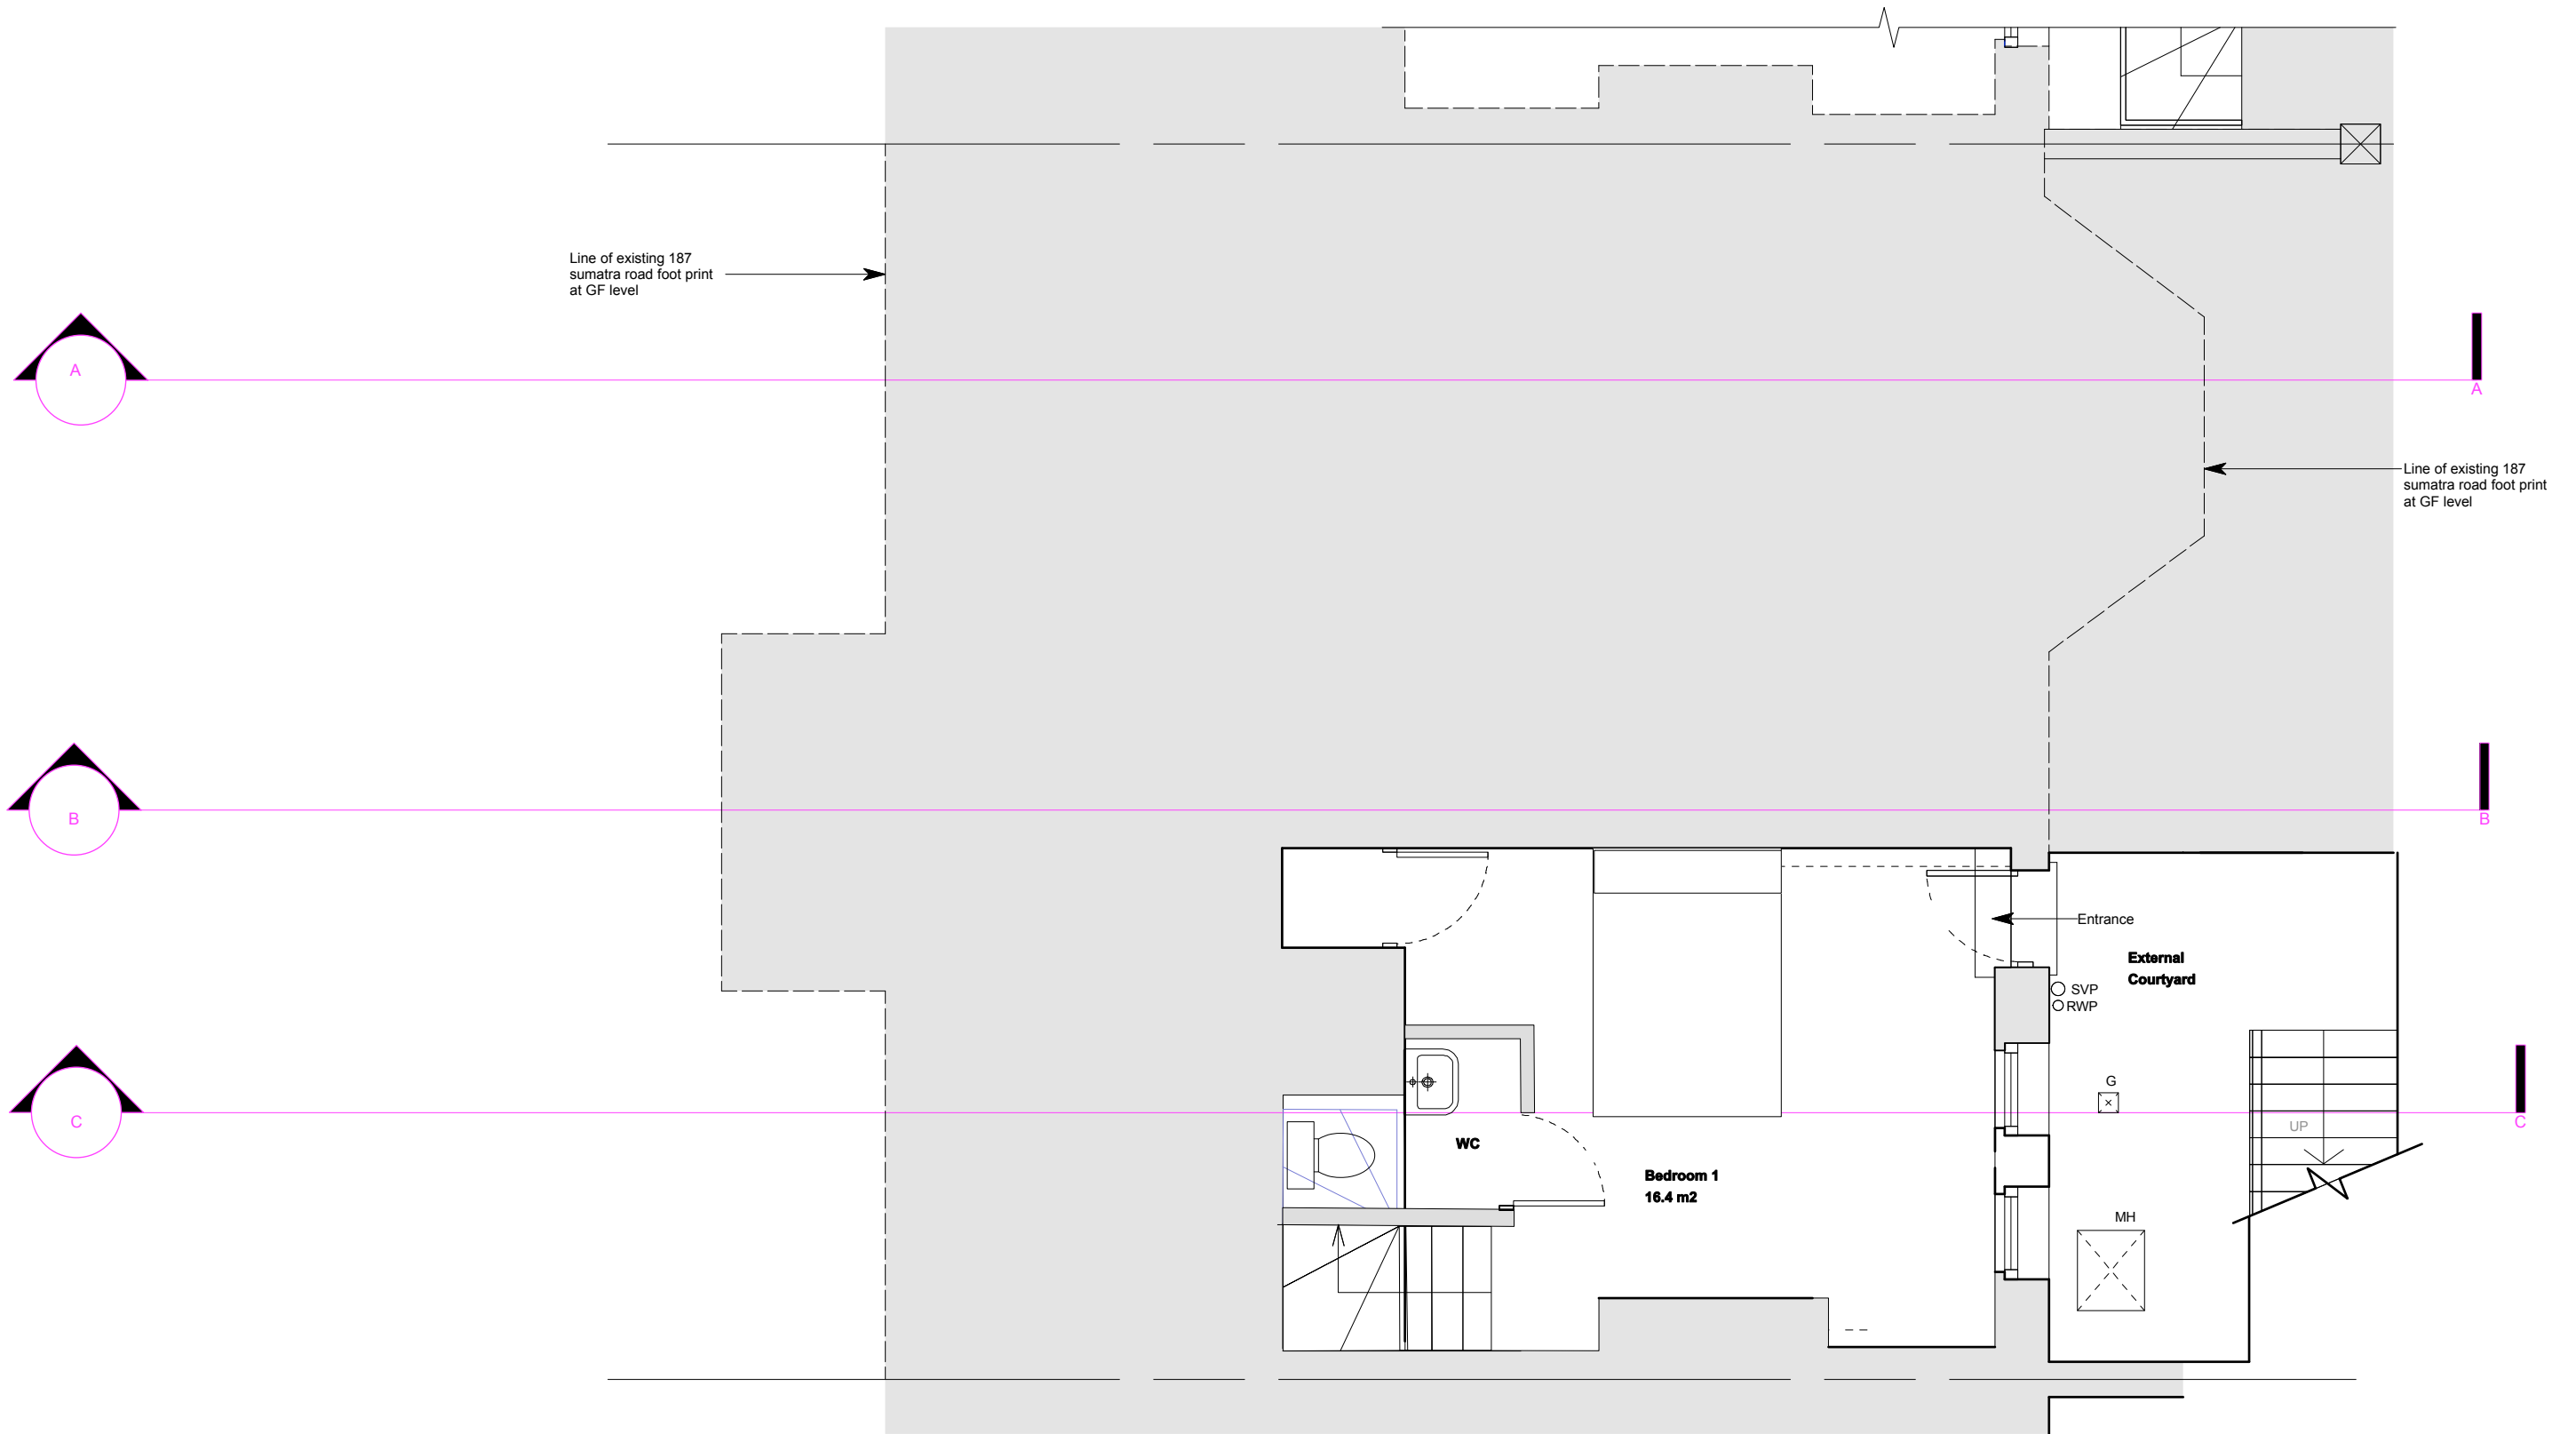 Line of existing 187
sumatra road foot print
at GF level
A
A
Line of existing 187
sumatra road foot print
at GF level
B
B
Entrance
External
Courtyard
SVP
RWP
G
C
C
UP
WC
Bedroom 1
16.4 m2
MH